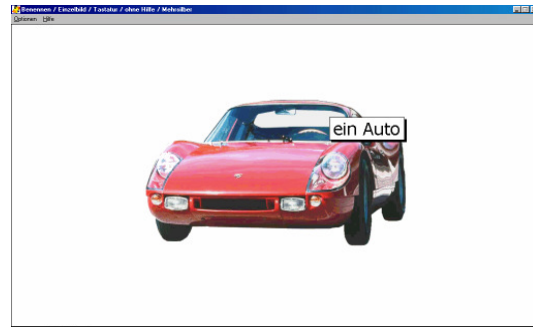 Benennen / Einzelbild / Tastatur / ohne Hilfe / Mehrsilber
Optionen Hilfe
ein Auto